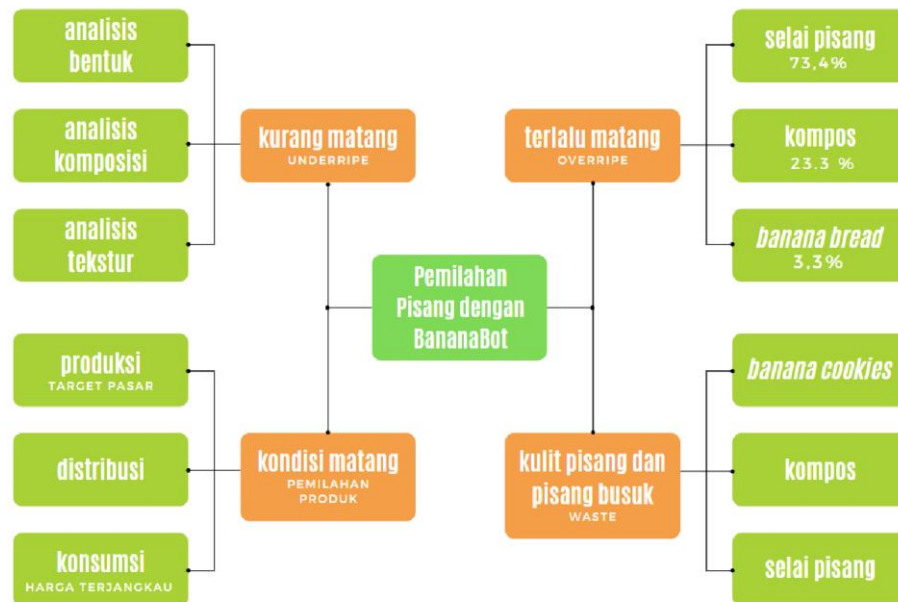 analisis
bentuk
analisis
komposisi
analisis
tekstur
kurang matang
UNDERRIPE
produksi
TARGET PASAR
distribusi
konsumsi
HARGA TERJANGKAU
kondisi matang
PEMILAHAN
PRODUK
Pemilahan
Pisang dengan
BananaBot
terlalu matang
OVERRIPE
selai pisang
73,4%
kompos
23.3 %
banana bread
3,3%
kulit pisang dan
pisang busuk
WASTE
banana cookies
kompos
selai pisang